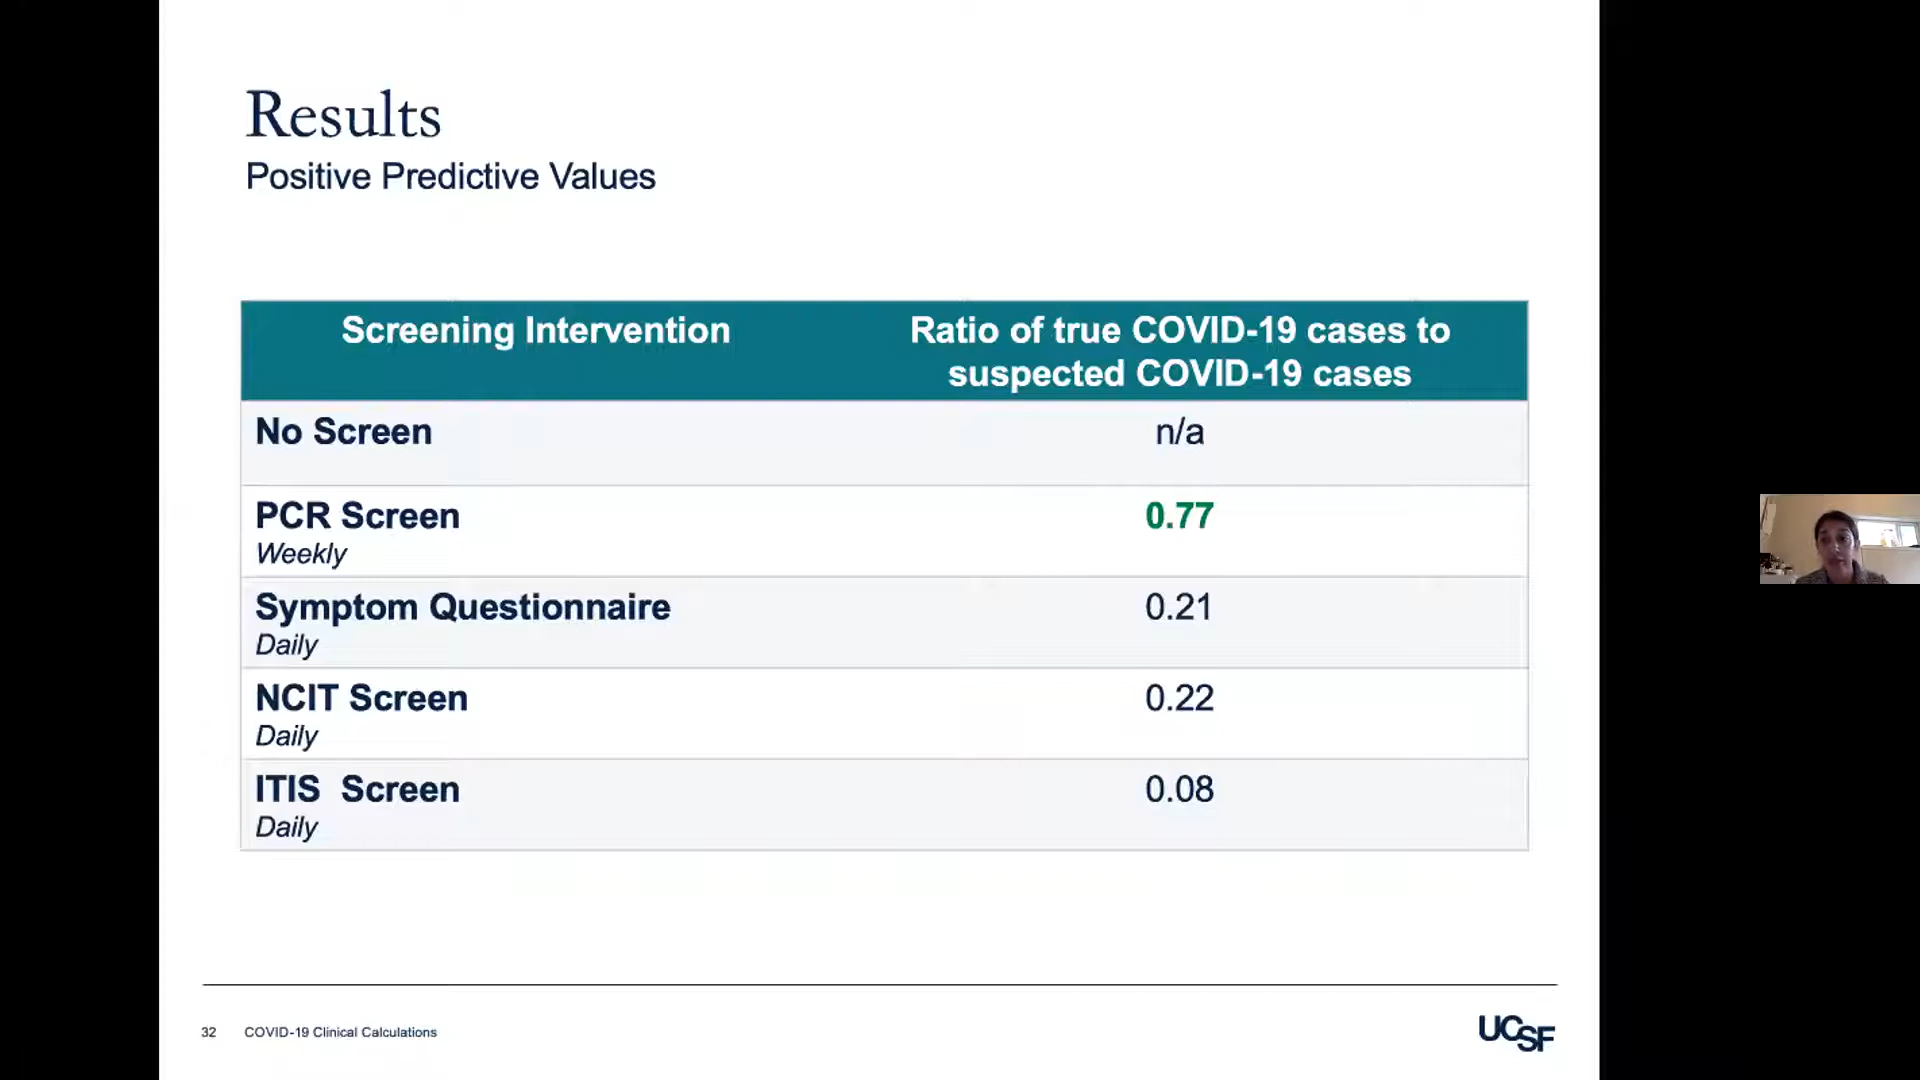 Results
Positive Predictive Values
Screening Intervention
Ratio of true COVID-19 cases to
suspected COVID-19 cases
No Screen
n/a
PCR Screen
Weekly
0.77
Symptom Questionnaire
Daily
0.21
NCIT Screen
Daily
0.22
ITIS Screen
Daily
0.08
32 COVID-19 Clinical Calculations
UCSF